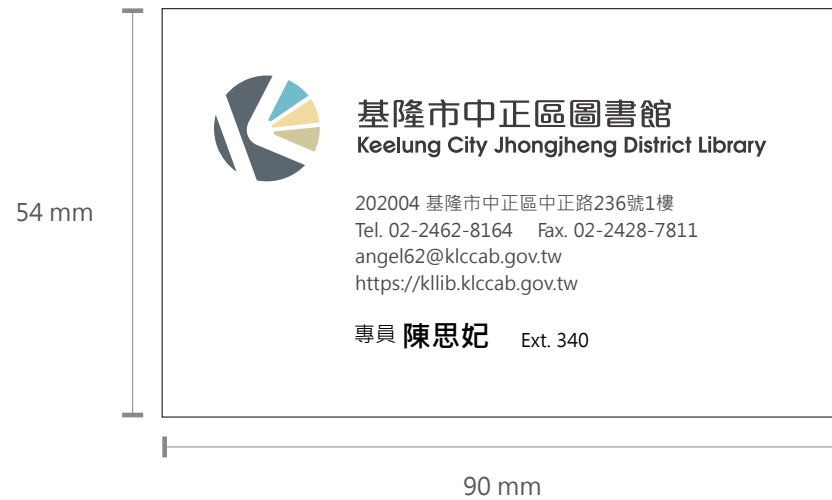 基隆市中正區圖書館
Keelung City Jhongjheng District Library
202004 基隆市中正區中正路236號1樓
Tel. 02-2462-8164 Fax. 02-2428-7811
angel62@klccab.gov.tw
https://kllib.klccab.gov.tw
專員 陳思妃 Ext. 340
54 mm
90 mm